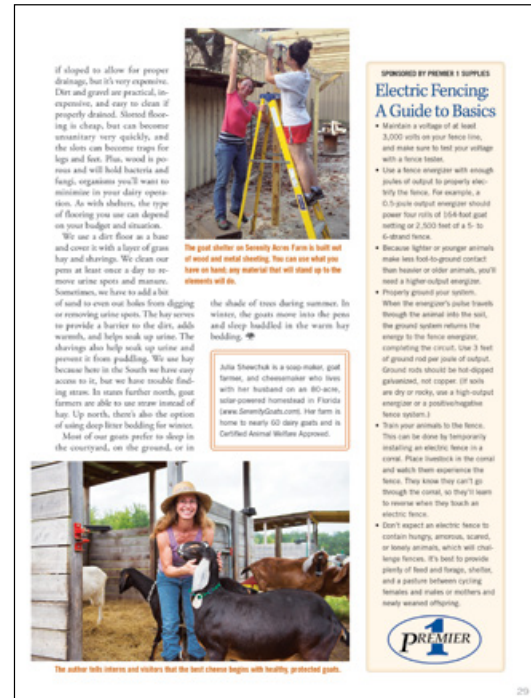 if sloped to allow for proper
drainage, but it's very expensive.
Dirt and gravel are practical, in-
expensive, and easy to clean if
properly drained. Slotted floor-
ing is cheap, but can become
unsanitary very quickly, and
the slots can become traps for
legs and feet. Plus, wood is po-
rous and will hold bacteria and
fungi, organisms you'll want to
minimize in your dairy opera-
tion. As with shelters, the type
of flooring you use can depend
on your budget and situation.
We use a dirt floor as a base
and cover it with a layer of grass
hay and shavings. We clean our
pens at least once a day to re-
move urine spots and manure.
Sometimes, we have to add a bit
of sand to even out holes from digging
or removing urine spots. The hay serves
to provide a barrier to the dirt, adds
warmth, and helps soak up urine. The
shavings also help soak up urine and
prevent it from puddling. We use hay
because here in the South we have easy
access to it, but we have trouble find-
ing straw. In states further north, goat
farmers are able to use straw instead of
hay. Up north, there's also the option
of using deep litter bedding for winter.
Most of our goats prefer to sleep in
the courtyard, on the ground, or in
The goat shelter on Serenity Acres Farm is built out
of wood and metal sheeting. You can use what you
have on hand, any material that will stand up to the
elements will do.
the shade of trees during summer. In
winter, the goats move into the pens
and sleep huddled in the warm hay
bedding.
Julia Shewchuk is a soap-maker, goat
farmer, and cheesemaker who lives
with her husband on an 80-acre,
solar-powered homestead in Florida
(www.SerenityGoats.com). Her farm is
home to nearly 60 dairy goats and is
Certified Animal Welfare Approved.
The author tells interns and visitors that the best cheese begins with healthy, protected goats.
SPONSORED BY PREMIER 1 SUPPLIES
Electric Fencing:
A Guide to Basics
• Maintain a voltage of at least
3,000 volts on your fence line,
and make sure to test your voltage
with a fence tester.
• Use a fence energizer with enough
joules of output to properly elec-
trify the fence. For example, a
0.5-joule output energizer should
power four rolls of 164-foot goat
netting or 2,500 feet of a 5- to
6-strand fence.
• Because lighter or younger animals
make less foot-to-ground contact
than heavier or older animals, you'll
need a higher-output energizer.
• Properly ground your system.
When the energizer's pulse travels
through the animal into the soil,
the ground system returns the
energy to the fence energizer,
completing the circuit. Use 3 feet
of ground rod per joule of output.
Ground rods should be hot-dipped
galvanized, not copper. (If soils
are dry or rocky, use a high-output
energizer or a positive/negative
fence system.)
• Train your animals to the fence.
This can be done by temporarily
installing an electric fence in a
corral. Place livestock in the corral
and watch them experience the
fence. They know they can't go
through the corral, so they'll learn
to reverse when they touch an
electric fence.
• Don't expect an electric fence to
contain hungry, amorous, scared,
or lonely animals, which will chal-
lenge fences. It's best to provide
plenty of feed and forage, shelter,
and a pasture between cycling
females and males or mothers and
newly weaned offspring.
PREMIER 1
29